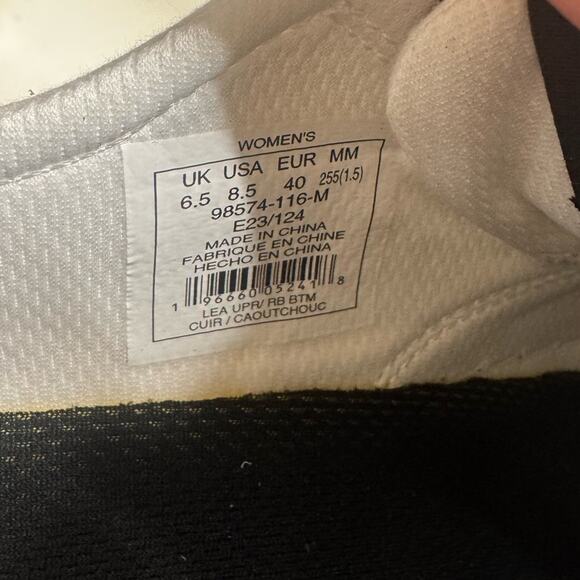 WOMEN'S
UK USA EUR MM
6.5 8.5 40 255(1.5)
98574-116-M
E23/124
MADE IN CHINA
FABRIQUE EN CHINE
HECHO EN CHINA
1 96660 05241 8
LEA UPR/ RB BTM
CUIR / CAOUTCHOUC